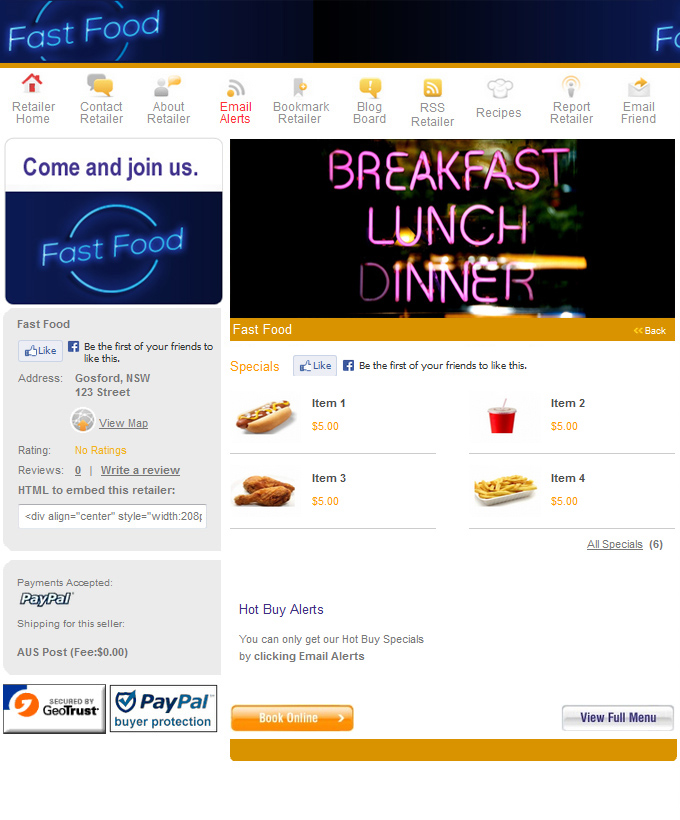 Fast Food
F
Retailer Home
Contact Retailer
About Retailer
Email Alerts
Bookmark Retailer
Blog Board
RSS Retailer
Recipes
Report Retailer
Email Friend
Come and join us.
Fast Food
BREAKFAST
LUNCH
DINNER
Fast Food
Back
Fast Food
Like
Be the first of your friends to
like this.
Address: Gosford, NSW
123 Street
View Map
Rating: No Ratings
Reviews: 0 | Write a review
HTML to embed this retailer:
<div align="center" style="width:208p
Specials
Like
Be the first of your friends to like this.
Item 1
$5.00
Item 2
$5.00
Item 3
$5.00
Item 4
$5.00
All Specials (6)
Payments Accepted:
PayPal
Shipping for this seller:
AUS Post (Fee:$0.00)
Hot Buy Alerts
You can only get our Hot Buy Specials
by clicking Email Alerts
SECURED BY
GeoTrust
PayPal
buyer protection
Book Online
View Full Menu